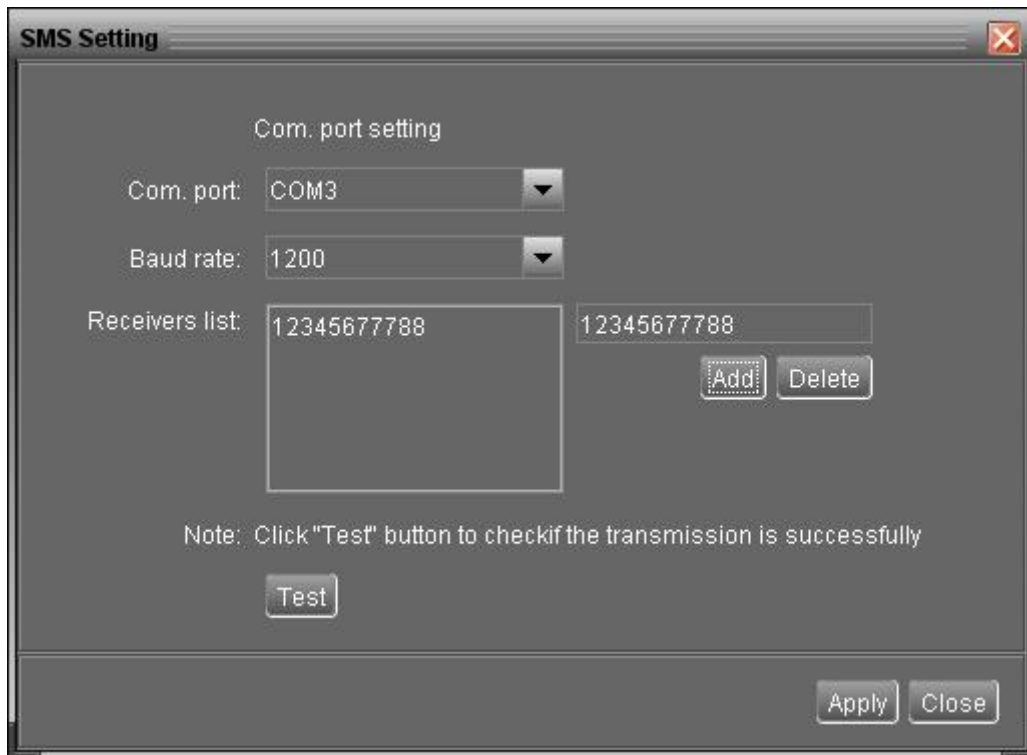 SMS Setting
Com. port setting
Com. port: COM3
Baud rate: 1200
Receivers list: 12345677788 12345677788
Add Delete
Note: Click "Test" button to checkif the transmission is successfully
Test
Apply Close